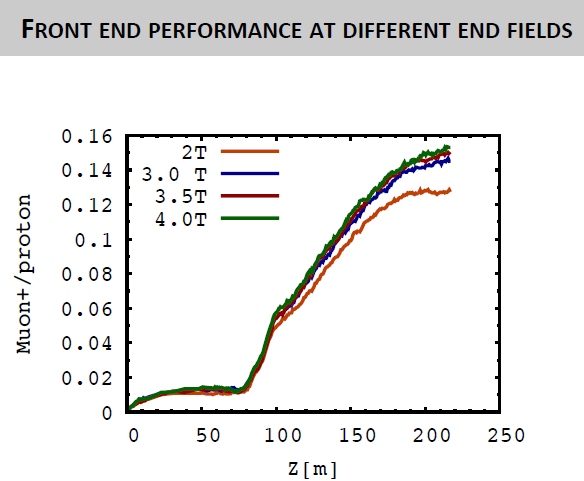 FRONT END PERFORMANCE AT DIFFERENT END FIELDS
0.16
0.14
0.12
0.1
0.08
0.06
0.04
0.02
0
2T
3.0 T
3.5T
4.0T
Muon+/proton
0 50 100 150 200 250
Z[m]